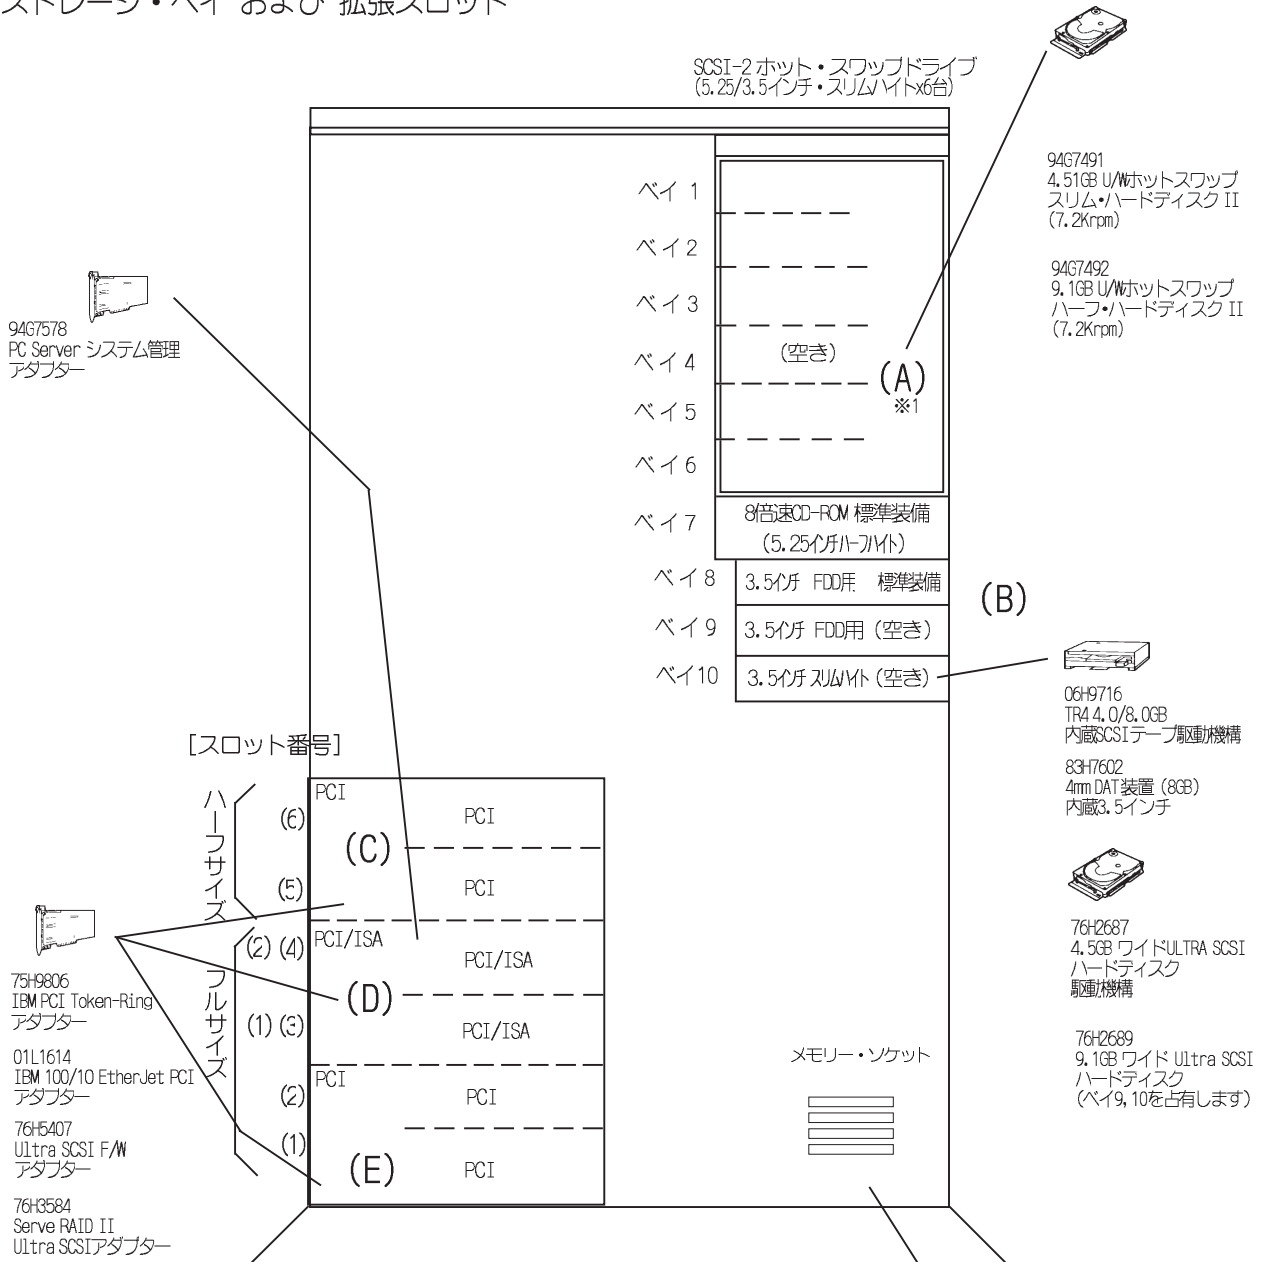 ストレージ・ベイ および 拡張スロット
SCSI-2 ホット・スワップドライブ
(5.25/3.5インチ・スリムハイトx6台)
94G7491
4.51GB U/Wホットスワップ
スリム・ハードディスク II
(7.2Krpm)
94G7492
9.1GB U/Wホットスワップ
ハーフ・ハードディスク II
(7.2Krpm)
94G7578
PC Server システム管理
アダプター
ベイ 1
ベイ 2
ベイ 3
ベイ 4
ベイ 5
ベイ 6
(空き)
(A)
※1
ベイ 7
8倍速CD-ROM 標準装備
(5.25インチハーフハイト)
ベイ 8
3.5インチ FDD用 標準装備
(B)
ベイ 9
3.5インチ FDD用 (空き)
ベイ10
3.5インチ スリムハイト (空き)
06H9716
TR4 4.0/8.0GB
内蔵SCSIテープ駆動機構
83H7602
4mm DAT装置 (8GB)
内蔵3.5インチ
76H2687
4.5GB ワイドULTRA SCSI
ハードディスク
駆動機構
76H2689
9.1GB ワイド Ultra SCSI
ハードディスク
(ベイ9,10を占有します)
[スロット番号]
ハーフサイズ
(6)
PCI
PCI
(C)
(5)
PCI
フルサイズ
(2) (4)
PCI/ISA
PCI/ISA
(D)
(1) (3)
PCI/ISA
(2)
PCI
PCI
(1)
(E)
PCI
メモリー・ソケット
75H9806
IBM PCI Token-Ring
アダプター
01L1614
IBM 100/10 EtherJet PCI
アダプター
76H5407
Ultra SCSI F/W
アダプター
76H3584
Serve RAID II
Ultra SCSIアダプター